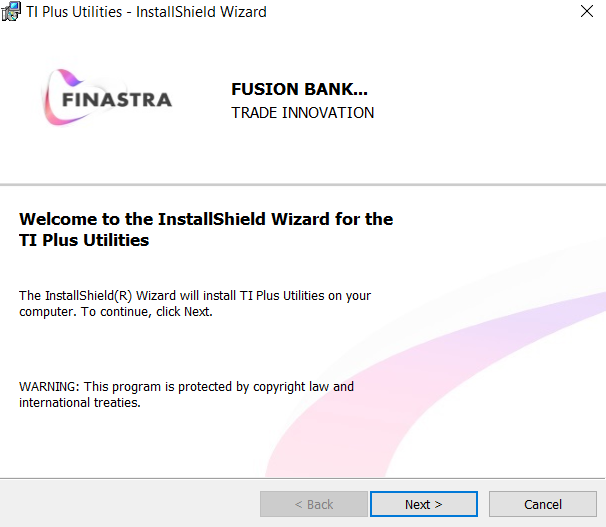 TI Plus Utilities - InstallShield Wizard
FINASTRA
FUSION BANK...
TRADE INNOVATION
Welcome to the InstallShield Wizard for the
TI Plus Utilities
The InstallShield(R) Wizard will install TI Plus Utilities on your
computer. To continue, click Next.
WARNING: This program is protected by copyright law and
international treaties.
< Back
Next >
Cancel